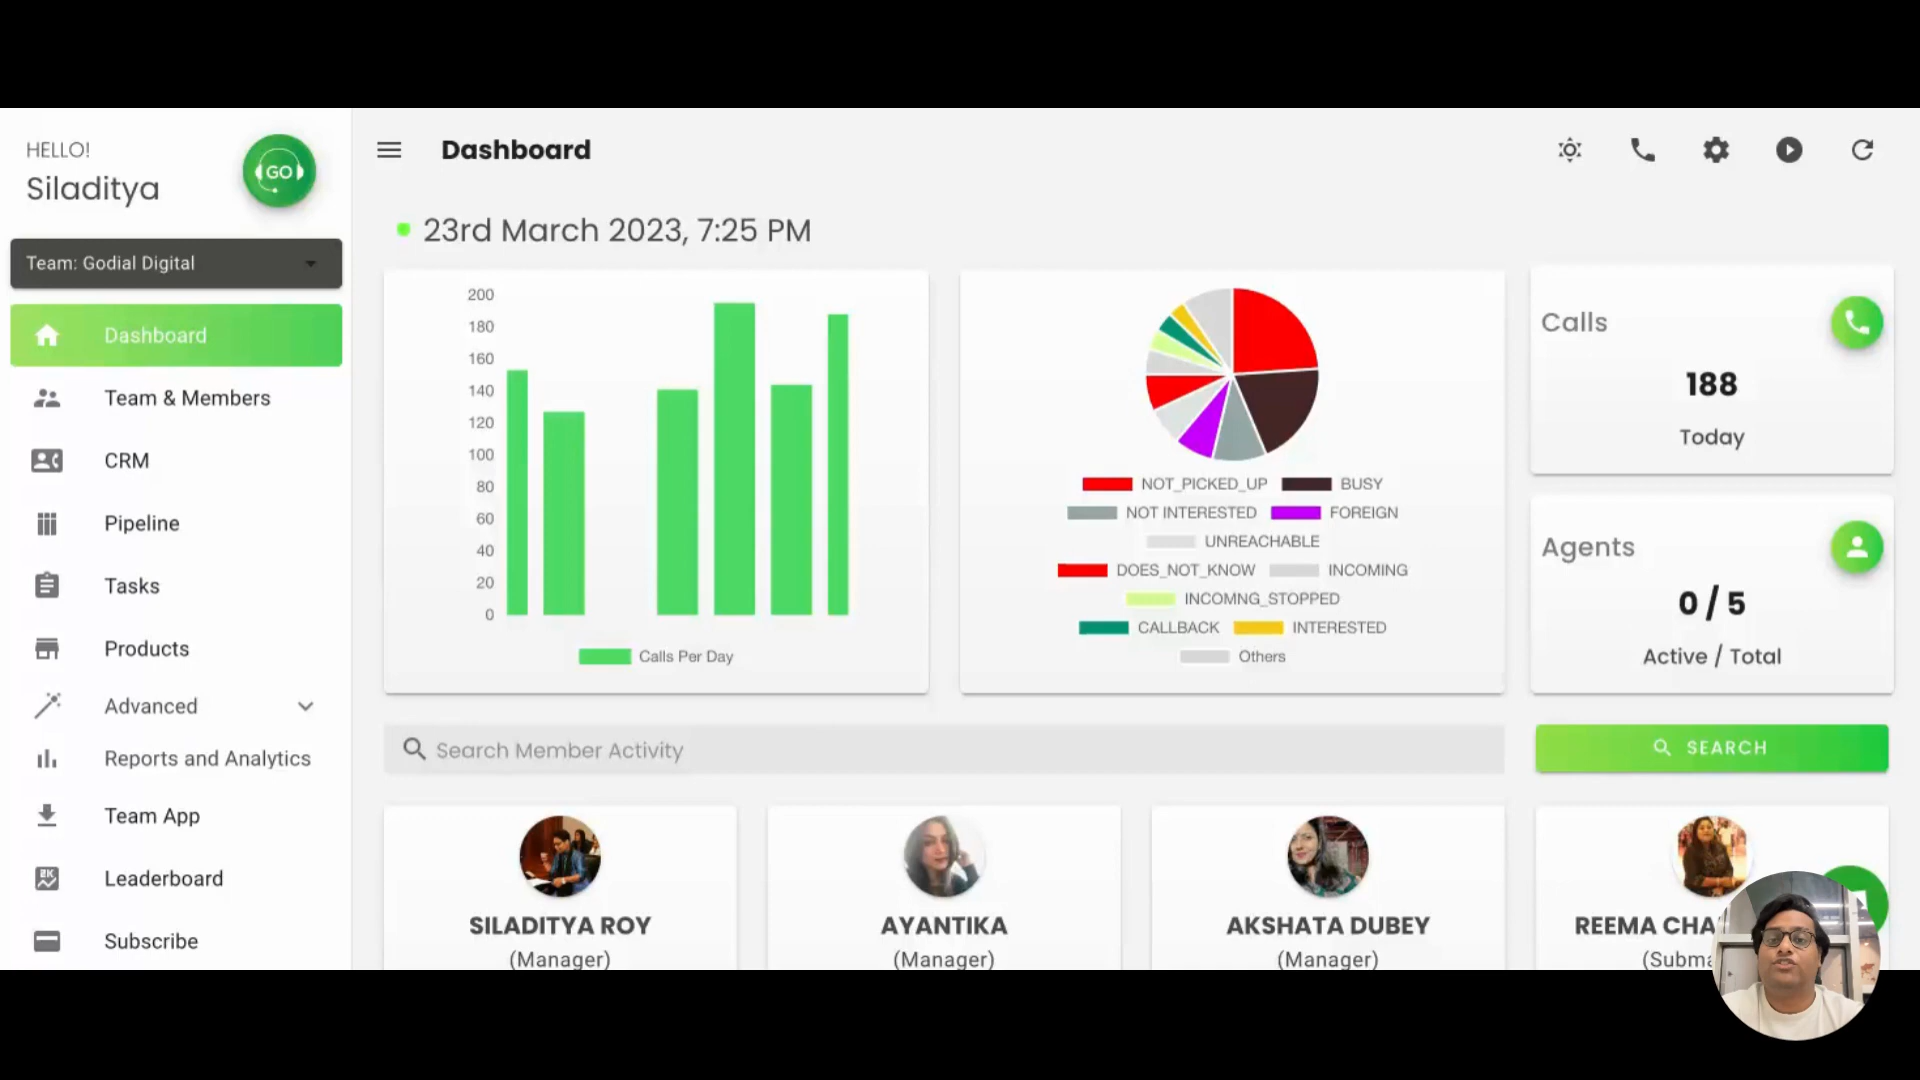 HELLO!
Siladitya
GO
Team: Godial Digital
Dashboard
Team & Members
CRM
Pipeline
Tasks
Products
Advanced
Reports and Analytics
Team App
Leaderboard
Subscribe
Dashboard
23rd March 2023, 7:25 PM
200
180
160
140
120
100
80
60
40
20
0
Calls Per Day
NOT_PICKED_UP BUSY
NOT INTERESTED FOREIGN
UNREACHABLE
DOES_NOT_KNOW INCOMING
INCOMNG_STOPPED
CALLBACK INTERESTED
Others
Calls
188
Today
Agents
0 / 5
Active / Total
Search Member Activity
SEARCH
SILADITYA ROY
(Manager)
AYANTIKA
(Manager)
AKSHATA DUBEY
(Manager)
REEMA CHA
(Subma